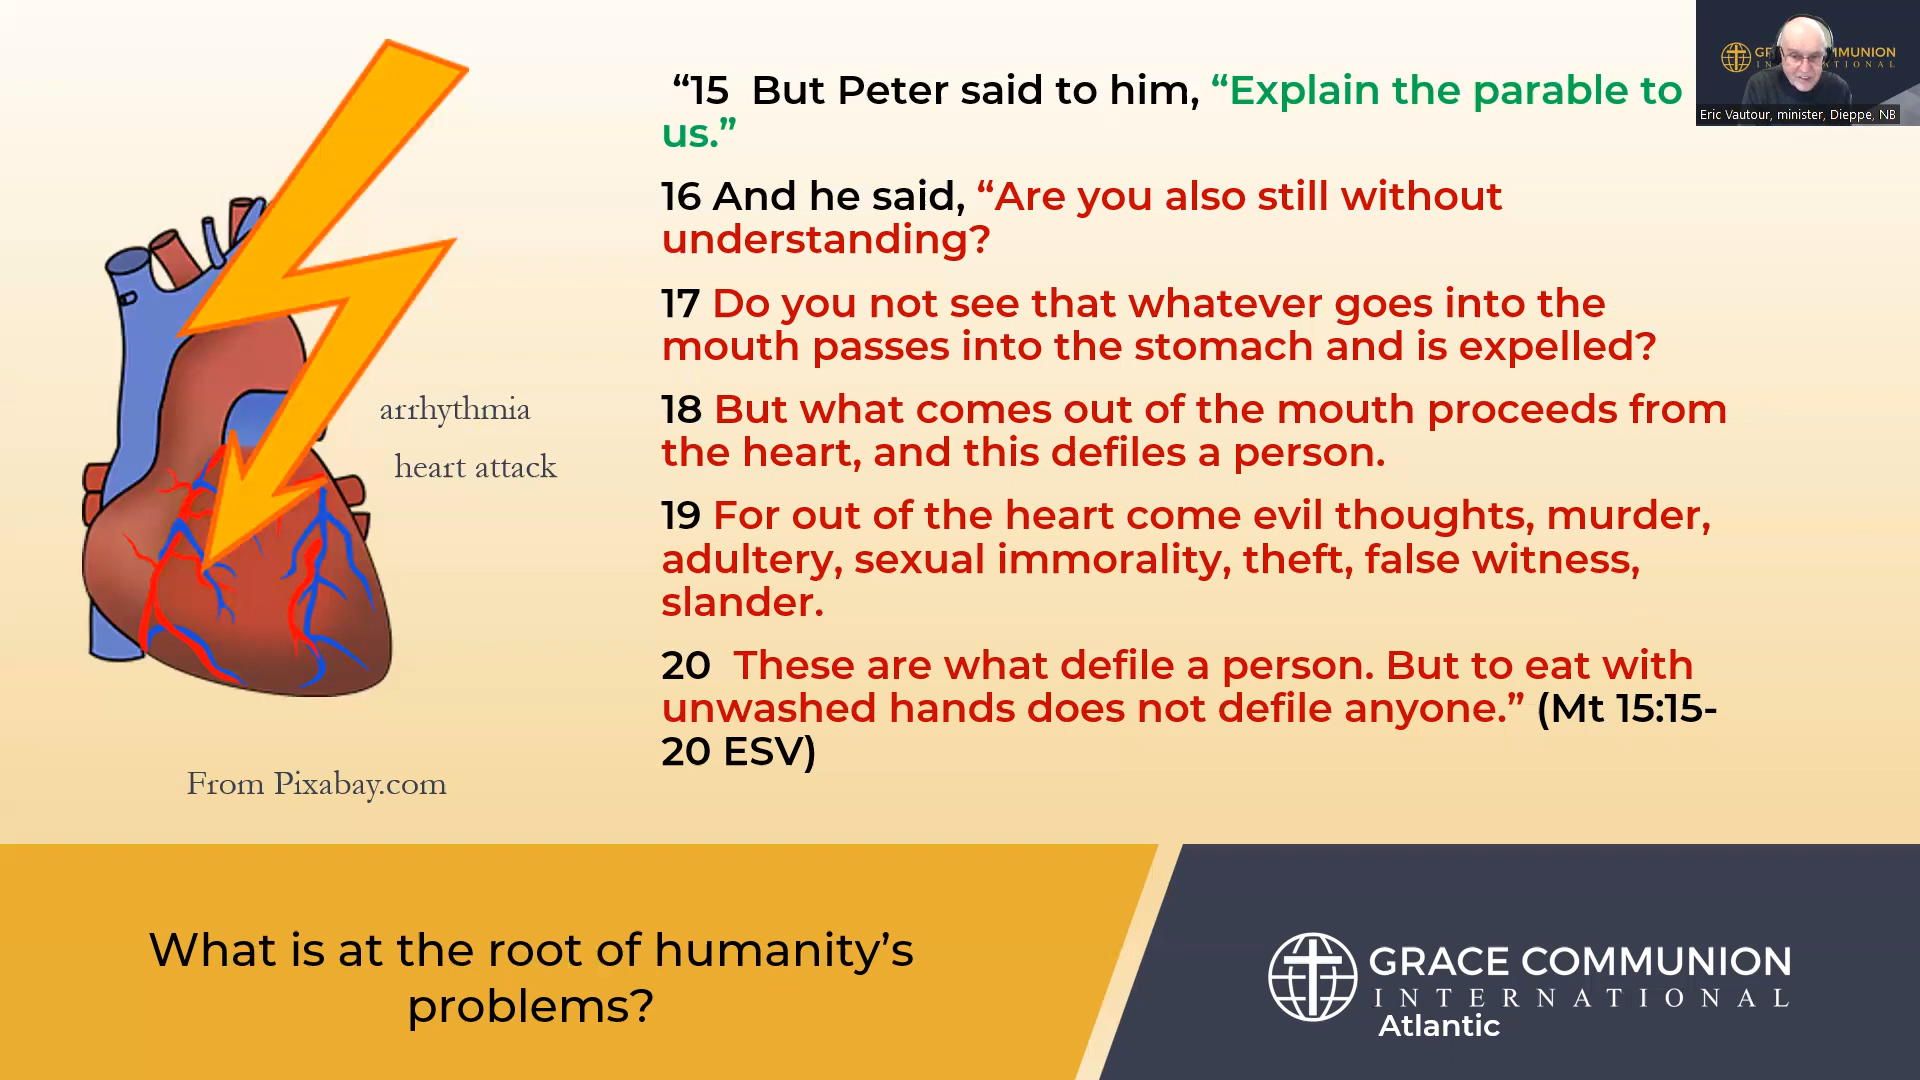 “15  But Peter said to him, “Explain the parable to
us.”
16 And he said, “Are you also still without
understanding?
17 Do you not see that whatever goes into the
mouth passes into the stomach and is expelled?
18 But what comes out of the mouth proceeds from
the heart, and this defiles a person.
19 For out of the heart come evil thoughts, murder,
adultery, sexual immorality, theft, false witness,
slander.
20  These are what defile a person. But to eat with
unwashed hands does not defile anyone.” (Mt 15:15-
20 ESV)
arrhythmia
heart attack
From Pixabay.com
What is at the root of humanity’s
problems?
GRACE COMMUNION
INTERNATIONAL
Atlantic
Eric Vautour, minister, Dieppe, NB